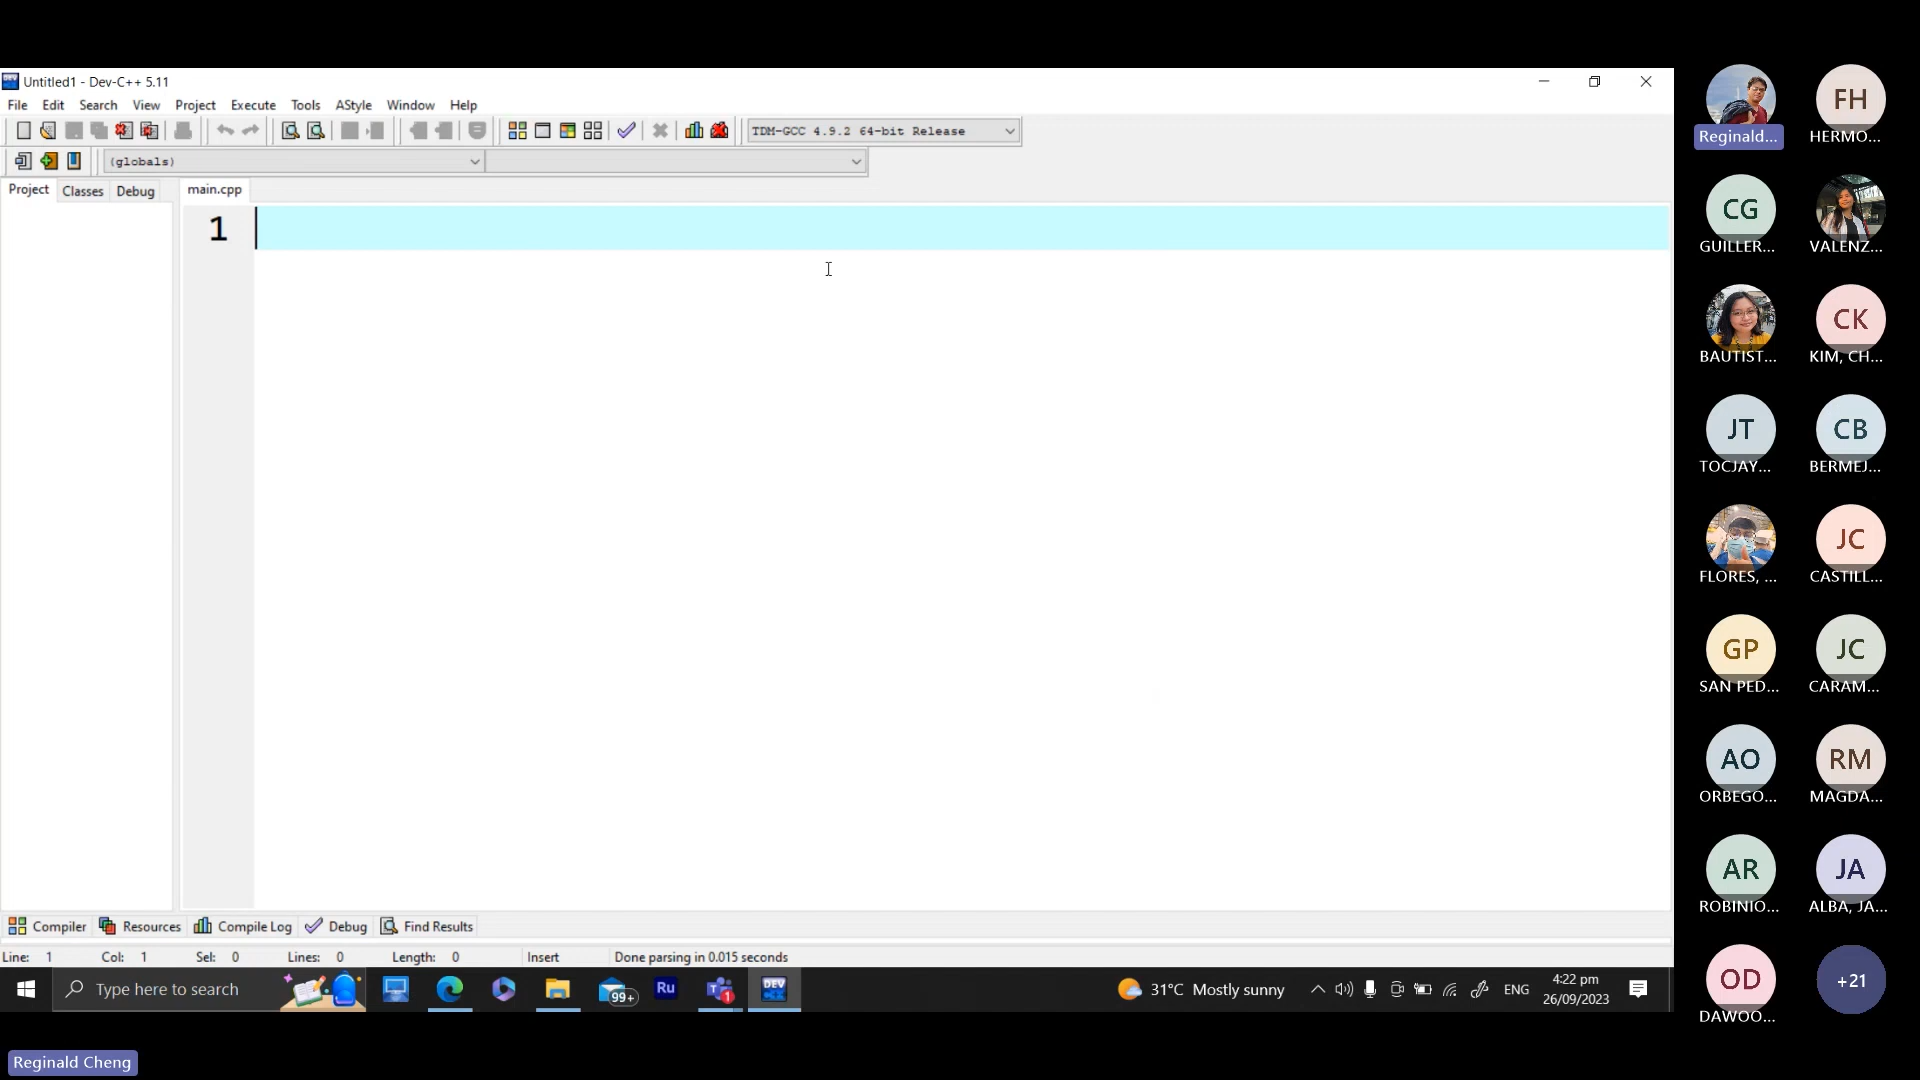 Untitled1 - Dev-C++ 5.11
File Edit Search View Project Execute Tools AStyle Window Help
TDM-GCC 4.9.2 64-bit Release
(globals)
Project Classes Debug main.cpp
1
Compiler Resources Compile Log Debug Find Results
Line: 1 Col: 1 Sel: 0 Lines: 0 Length: 0 Insert Done parsing in 0.015 seconds
Type here to search 99+ Ru 1 DEV 31°C Mostly sunny ENG 4:22 pm
26/09/2023
Reginald Cheng
FH
Reginald... HERMO...
CG
GUILLER... VALENZ...
CK
BAUTIST... KIM, CH...
JT CB
TOCJAY... BERMEJ...
JC
FLORES, ... CASTILL...
GP JC
SAN PED... CARAM...
AO RM
ORBEGO... MAGDA...
AR JA
ROBINIO... ALBA, JA...
OD +21
DAWOO...